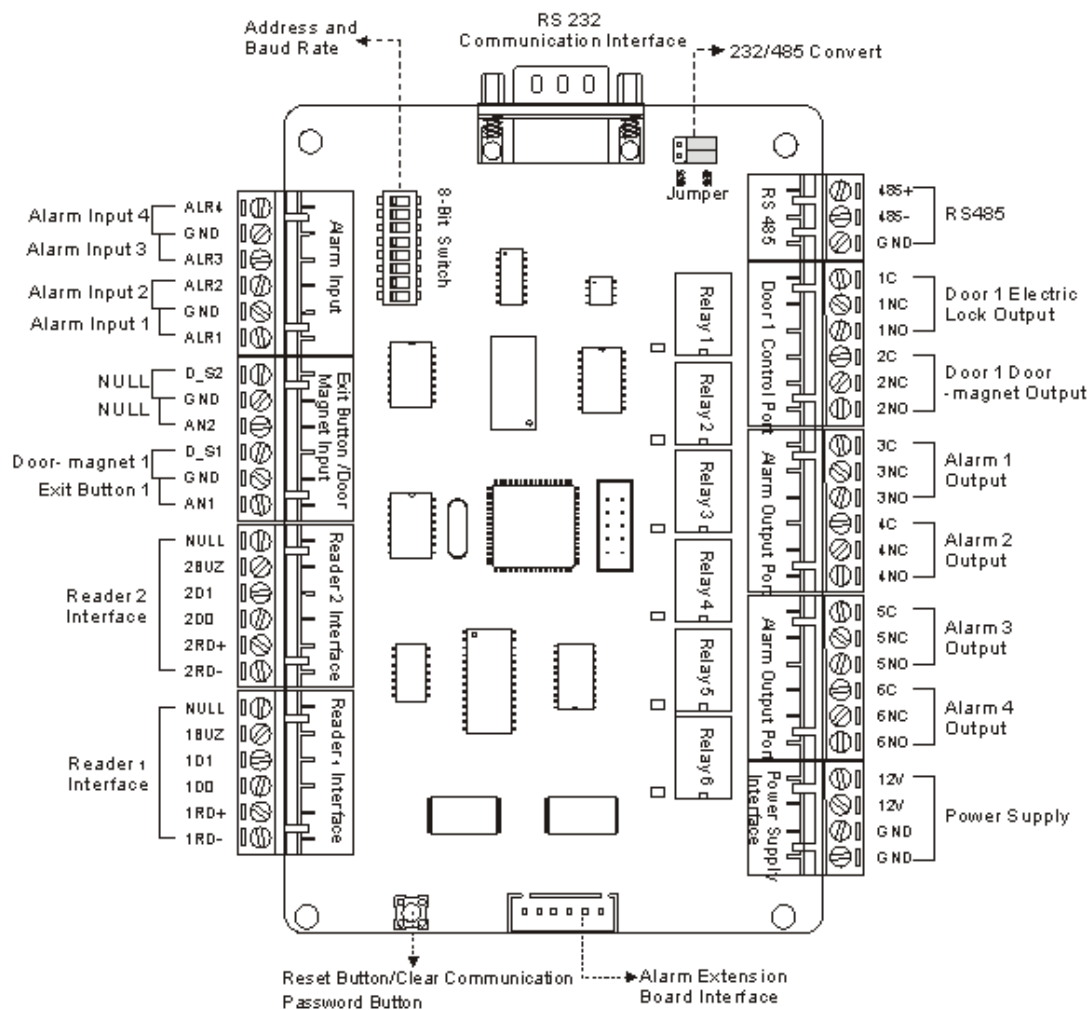 Address and
Baud Rate
RS 232
Communication Interface
232/485 Convert
8-Bit Switch
232
485
Jumper
Alarm Input 4
Alarm Input 3
Alarm Input 2
Alarm Input 1
ALR4
GND
ALR3
ALR2
GND
ALR1
Alarm Input
NULL
NULL
Door- magnet 1
Exit Button 1
D_S2
GND
AN2
D_S1
GND
AN1
Exit Button /Door
Magnet Input
Reader 2
Interface
NULL
2BUZ
2D1
2D0
2RD+
2RD-
Reader 2 Interface
Reader 1
Interface
NULL
1BUZ
1D1
1D0
1RD+
1RD-
Reader 1 Interface
Relay 1
Relay 2
Relay 3
Relay 4
Relay 5
Relay 6
RS 485
485+
485-
GND
RS485
Door 1 Control Port
1C
1NC
1NO
2C
2NC
2NO
Door 1 Electric
Lock Output
Door 1 Door
-magnet Output
Alarm Output Port
3C
3NC
3NO
4C
4NC
4NO
Alarm 1
Output
Alarm 2
Output
Alarm Output Port
5C
5NC
5NO
6C
6NC
6NO
Alarm 3
Output
Alarm 4
Output
Power Supply
Interface
12V
12V
GND
GND
Power Supply
Reset Button/Clear Communication
Password Button
Alarm Extension
Board Interface